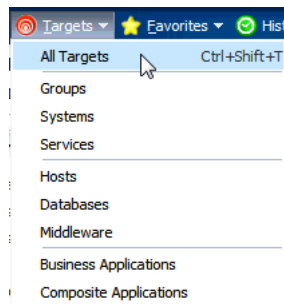 Targets Favorites Hist
All Targets Ctrl+Shift+T
Groups
Systems
Services
Hosts
Databases
Middleware
Business Applications
Composite Applications